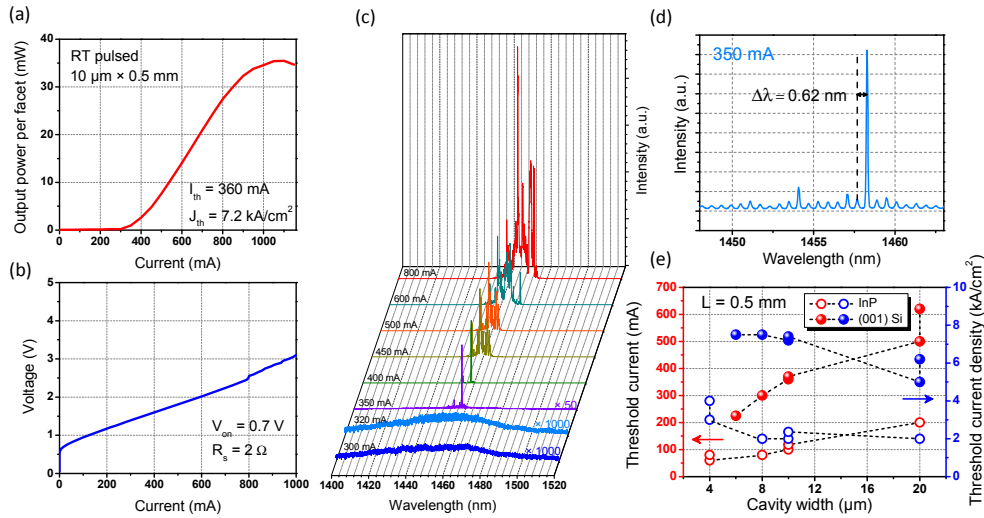 (a)
Output power per facet (mW)
40
30
20
10
0
RT pulsed
10 µm × 0.5 mm
I_th = 360 mA
J_th = 7.2 kA/cm²
0 200 400 600 800 1000
Current (mA)
(b)
Voltage (V)
5
4
3
2
1
0
V_on = 0.7 V
R_s = 2 Ω
0 200 400 600 800 1000
Current (mA)
(c)
Intensity (a.u.)
800 mA
600 mA
500 mA
450 mA
400 mA
350 mA × 50
320 mA × 1000
300 mA × 1000
1400 1420 1440 1460 1480 1500 1520
Wavelength (nm)
(d)
Intensity (a.u.)
350 mA
Δλ = 0.62 nm
1450 1455 1460
Wavelength (nm)
(e)
Threshold current (mA)
700
600
500
400
300
200
100
0
L = 0.5 mm
InP
(001) Si
10
8
6
4
2
0
Threshold current density (kA/cm²)
4 8 12 16 20
Cavity width (µm)